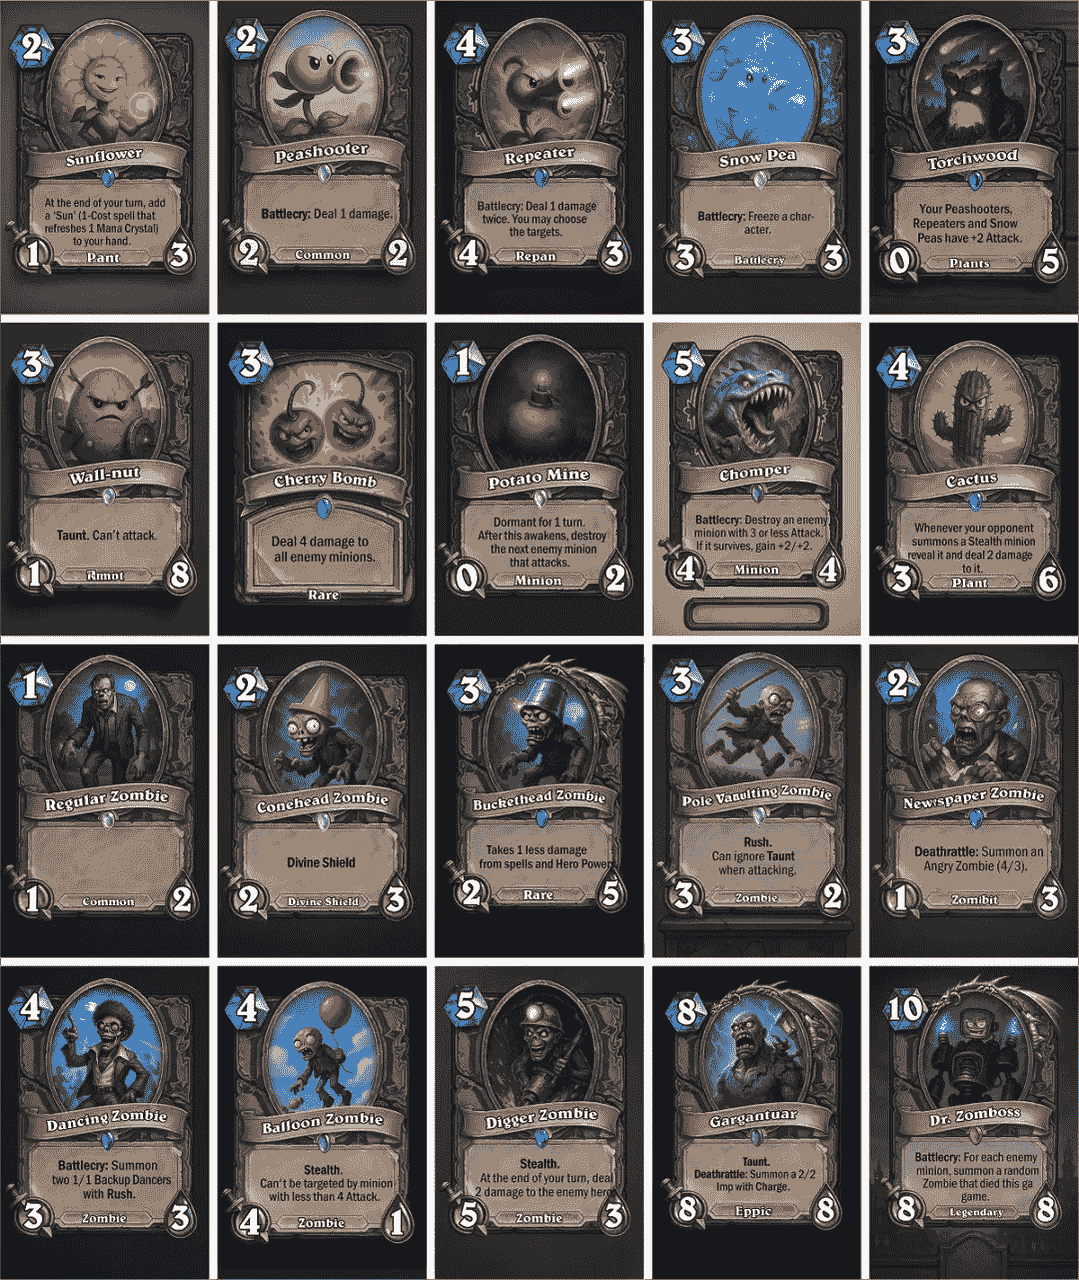 2
Sunflower
At the end of your turn, add
a 'Sun' (1-Cost spell that
refreshes 1 Mana Crystal)
to your hand.
1
Pant
3
2
Peashooter
Battlecry: Deal 1 damage.
2
Common
2
4
Repeater
Battlecry: Deal 1 damage
twice. You may choose
the targets.
4
Repan
3
3
Snow Pea
Battlecry: Freeze a char-
acter.
3
Battlecry
3
3
Torchwood
Your Peashooters,
Repeaters and Snow
Peas have +2 Attack.
0
Plants
5
3
Wall-nut
Taunt. Can't attack.
1
8
3
Cherry Bomb
Deal 4 damage to
all enemy minions.
Rare
1
Potato Mine
Dormant for 1 turn.
After this awakens, destroy
the next enemy minion
that attacks.
0
Minion
2
5
Chomper
Battlecry: Destroy an enemy
minion with 3 or less Attack.
If it survives, gain +2/+2.
4
Minion
4
4
Cactus
Whenever your opponent
summons a Stealth minion
reveal it and deal 2 damage
to it.
3
Plant
6
1
Regular Zombie
1
Common
2
2
Conehead Zombie
Divine Shield
2
Divine Shield
3
3
Buckethead Zombie
Takes 1 less damage
from spells and Hero Power
2
Rare
5
3
Pole Vaulting Zombie
Rush.
Can ignore Taunt
when attacking.
3
Zombie
2
2
Newspaper Zombie
Deathrattle: Summon an
Angry Zombie (4/3).
1
Zomibit
3
4
Dancing Zombie
Battlecry: Summon
two 1/1 Backup Dancers
with Rush.
3
Zombie
3
4
Balloon Zombie
Stealth.
Can't be targeted by minion
with less than 4 Attack.
4
Zombie
1
5
Digger Zombie
Stealth.
At the end of your turn, deal
2 damage to the enemy hero
5
Zombie
3
8
Gargantuar
Taunt.
Deathrattle: Summon a 2/2
Imp with Charge.
8
Eppic
8
10
Dr. Zomboss
Battlecry: For each enemy
minion, summon a random
Zombie that died this ga
game.
8
Legendary
8